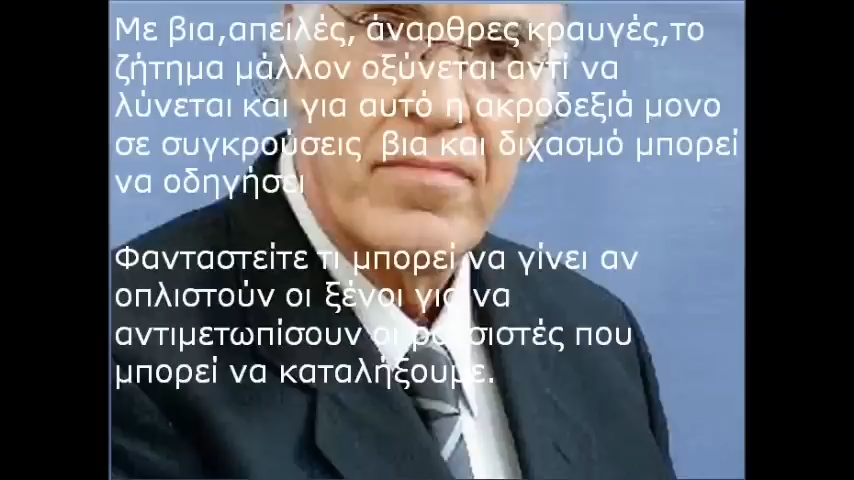 Με βια,απειλές, άναρθρες κραυγές,το
ζήτημα μάλλον οξύνεται αντί να
λύνεται και για αυτό η ακροδεξιά μονο
σε συγκρούσεις βια και διχασμό μπορεί
να οδηγήσει
Φανταστείτε τι μπορεί να γίνει αν
οπλιστούν οι ξένοι για να
αντιμετωπίσουν οι ρατσιστές που
μπορεί να καταλήξουμε.